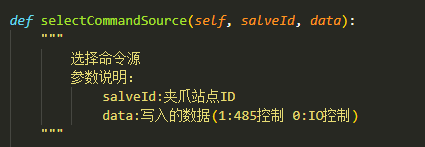 def selectCommandSource(self, salveId, data):
"""
选择命令源
参数说明:
salveId:夹爪站点ID
data:写入的数据(1:485控制 0:IO控制)
"""